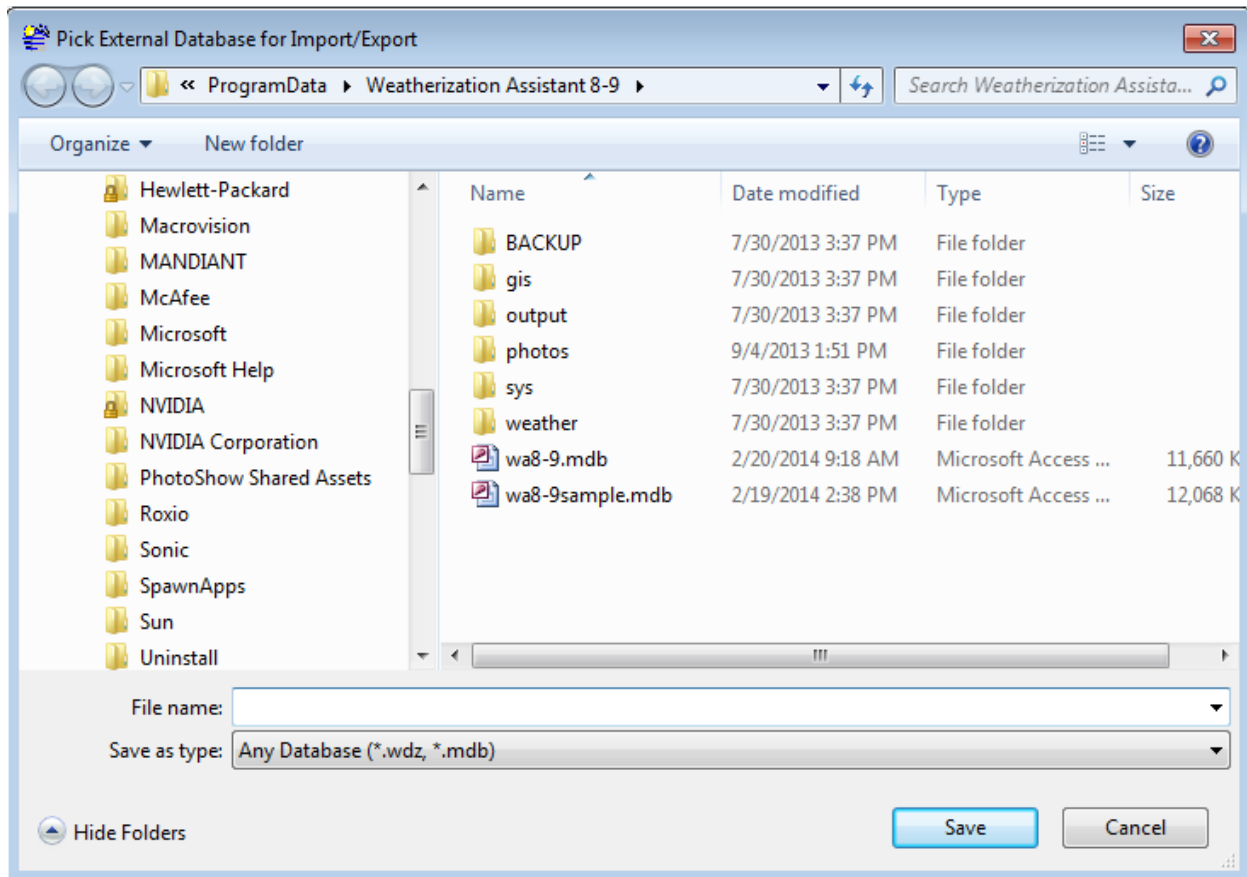 Pick External Database for Import/Export
« ProgramData Weatherization Assistant 8-9
Search Weatherization Assista...
Organize New folder
Name Date modified Type Size
Hewlett-Packard
Macrovision
MANDIANT
McAfee
Microsoft
Microsoft Help
NVIDIA
NVIDIA Corporation
PhotoShow Shared Assets
Roxio
Sonic
SpawnApps
Sun
Uninstall
BACKUP 7/30/2013 3:37 PM File folder
gis 7/30/2013 3:37 PM File folder
output 7/30/2013 3:37 PM File folder
photos 9/4/2013 1:51 PM File folder
sys 7/30/2013 3:37 PM File folder
weather 7/30/2013 3:37 PM File folder
wa8-9.mdb 2/20/2014 9:18 AM Microsoft Access ... 11,660 K
wa8-9sample.mdb 2/19/2014 2:38 PM Microsoft Access ... 12,068 K
File name:
Save as type: Any Database (*.wdz, *.mdb)
Hide Folders
Save Cancel